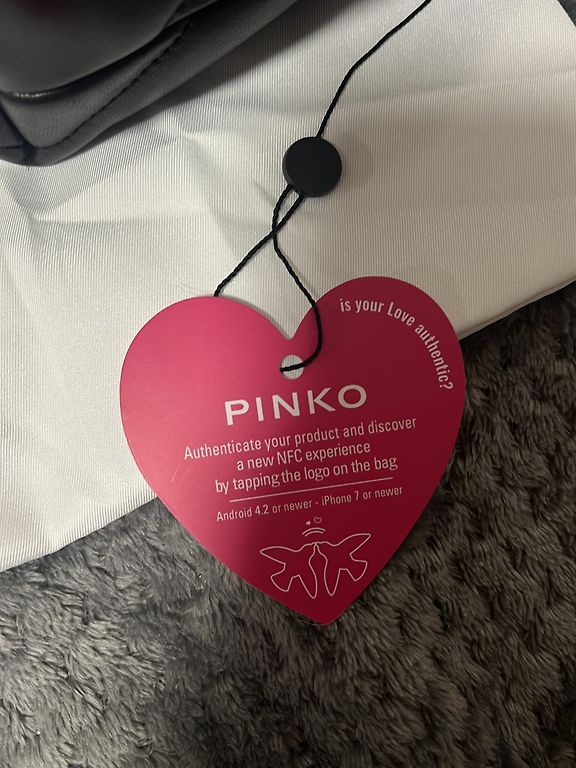 is your Love authentic?
PINKO
Authenticate your product and discover
a new NFC experience
by tapping the logo on the bag
Android 4.2 or newer - iPhone 7 or newer